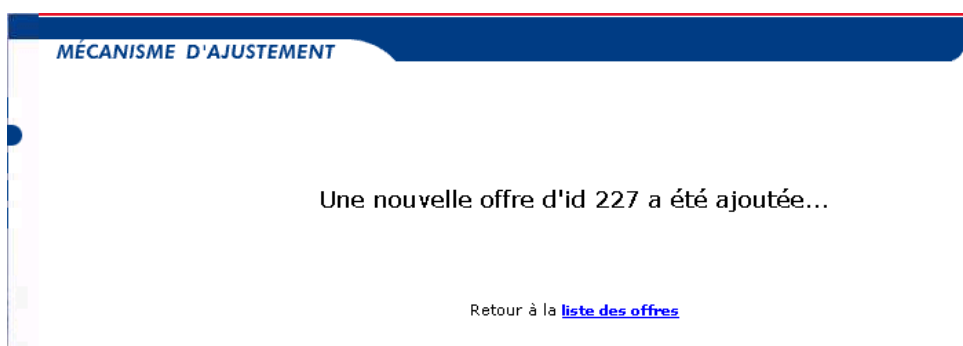 MÉCANISME D'AJUSTEMENT
Une nouvelle offre d'id 227 a été ajoutée...
Retour à la liste des offres